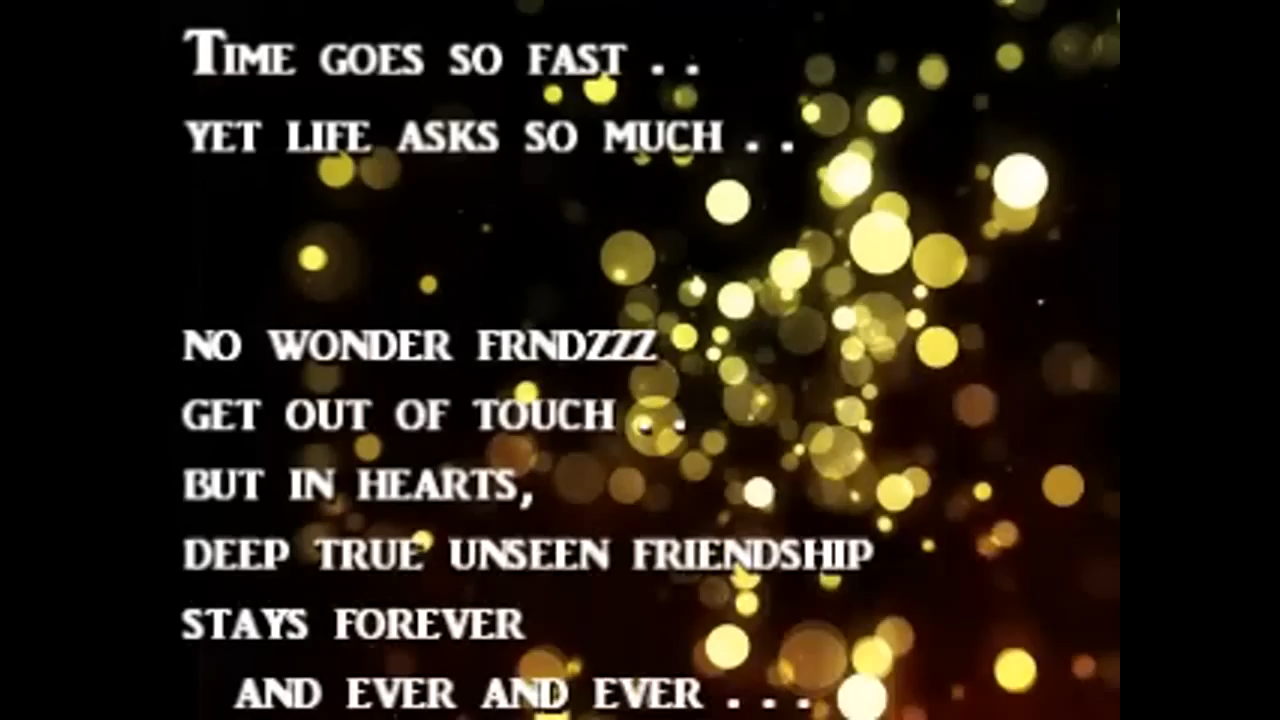 Time goes so fast . .
yet life asks so much . .
no wonder frndzzz
get out of touch . .
but in hearts,
deep true unseen friendship
stays forever
and ever and ever . . .